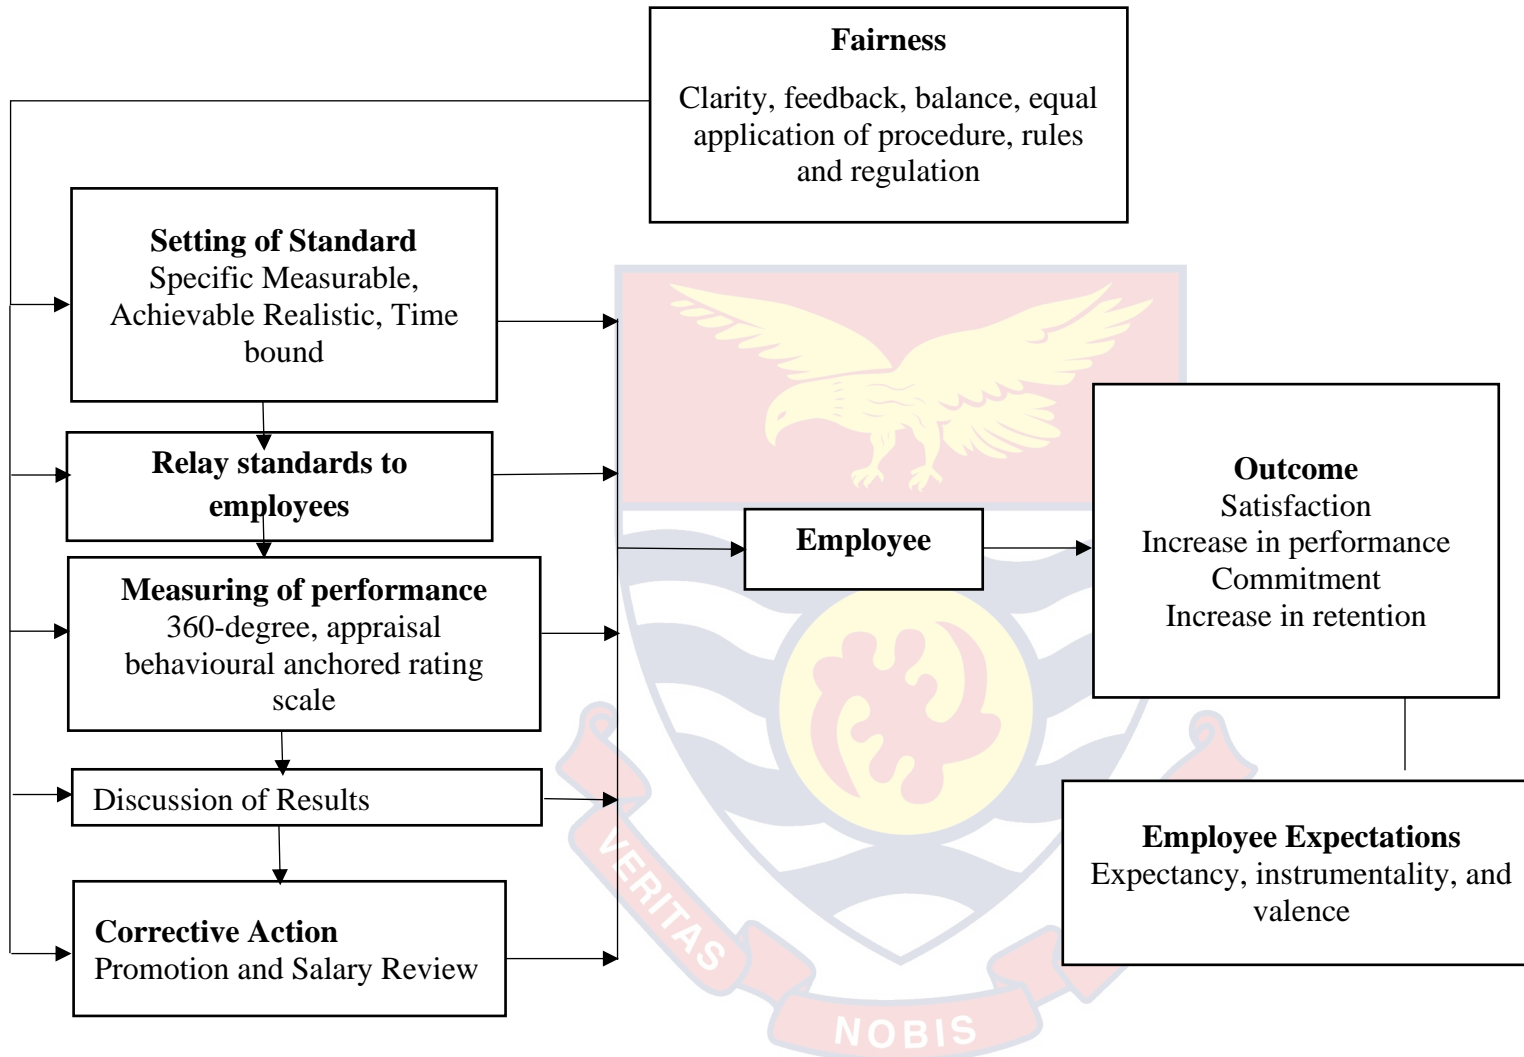 Fairness
Clarity, feedback, balance, equal
application of procedure, rules
and regulation
Setting of Standard
Specific Measurable,
Achievable Realistic, Time
bound
Relay standards to
employees
Measuring of performance
360-degree, appraisal
behavioural anchored rating
scale
Discussion of Results
Corrective Action
Promotion and Salary Review
Employee
Outcome
Satisfaction
Increase in performance
Commitment
Increase in retention
Employee Expectations
Expectancy, instrumentality, and
valence
VERITAS
NOBIS